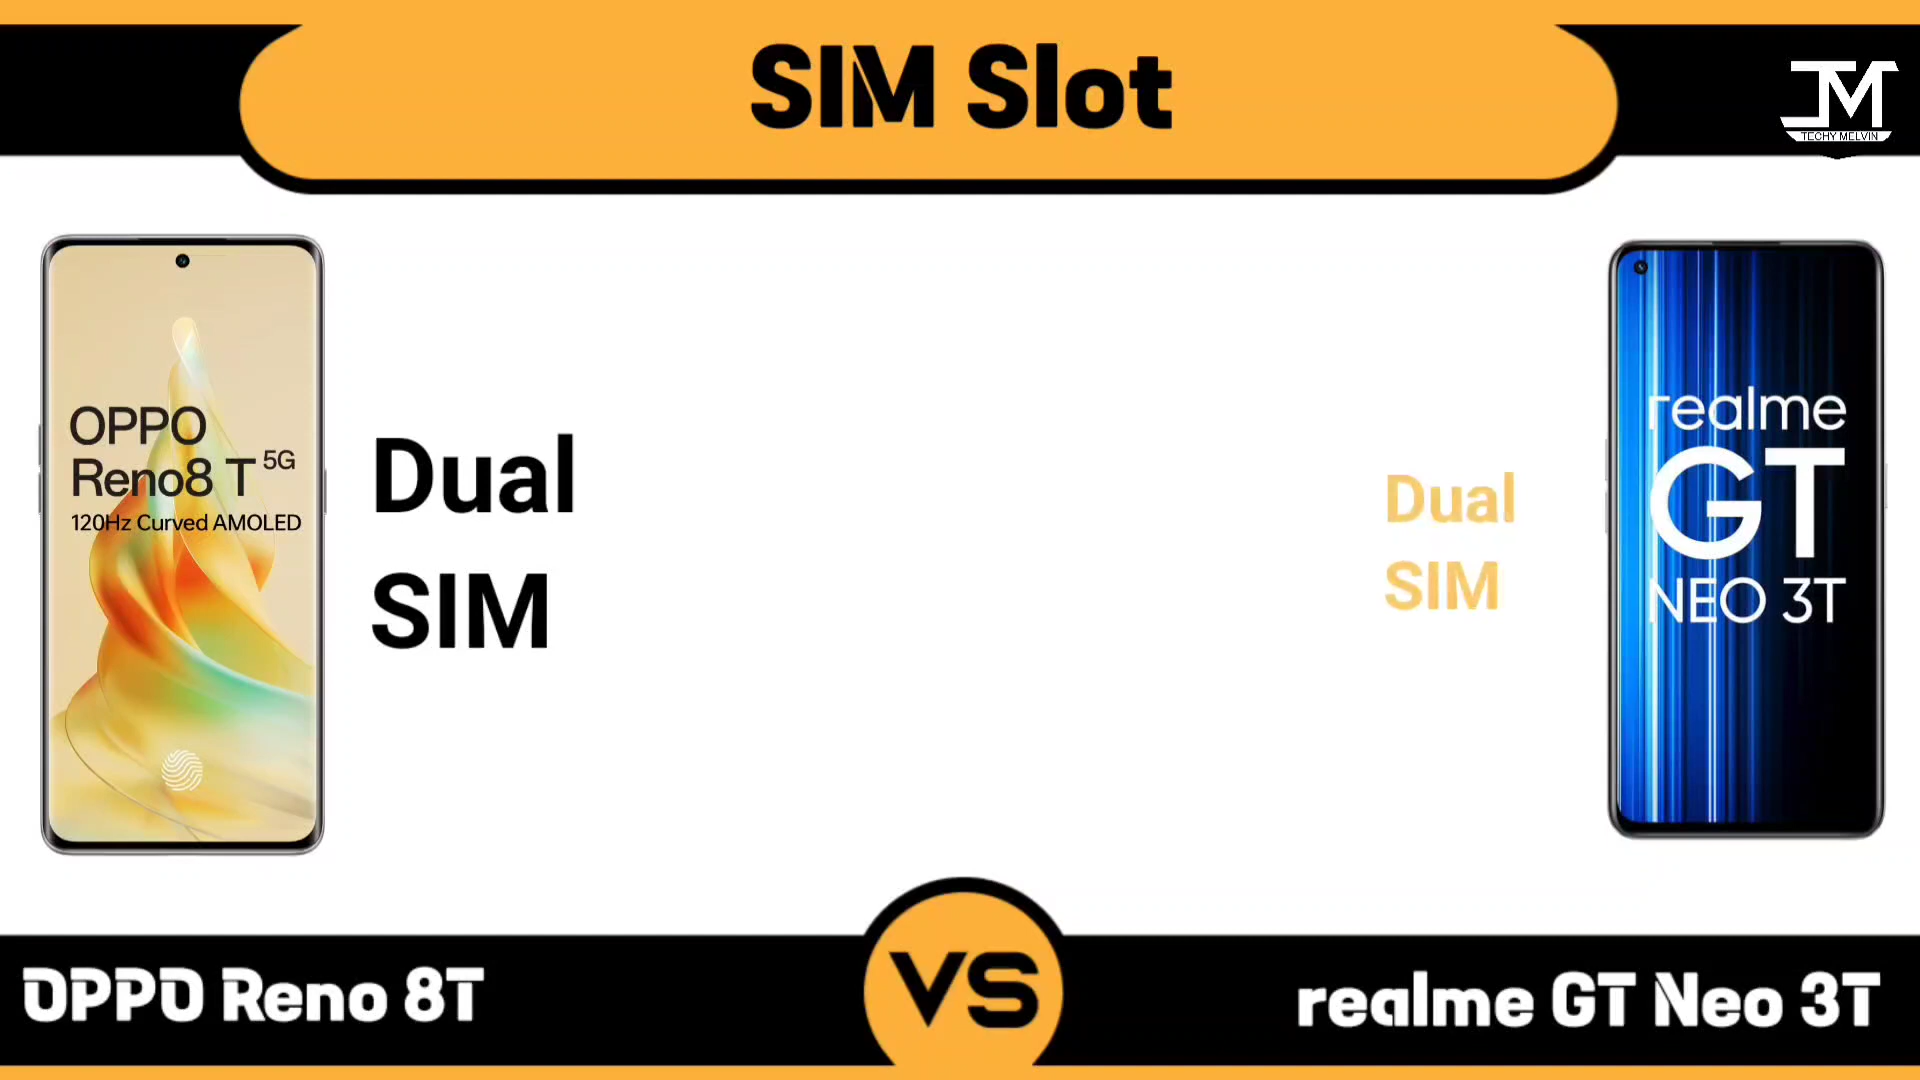 SIM Slot
TECHY MELVIN
OPPO
Reno8 T 5G
120Hz Curved AMOLED
Dual
SIM
Dual
SIM
realme
GT
NEO 3T
OPPO Reno 8T
VS
realme GT Neo 3T